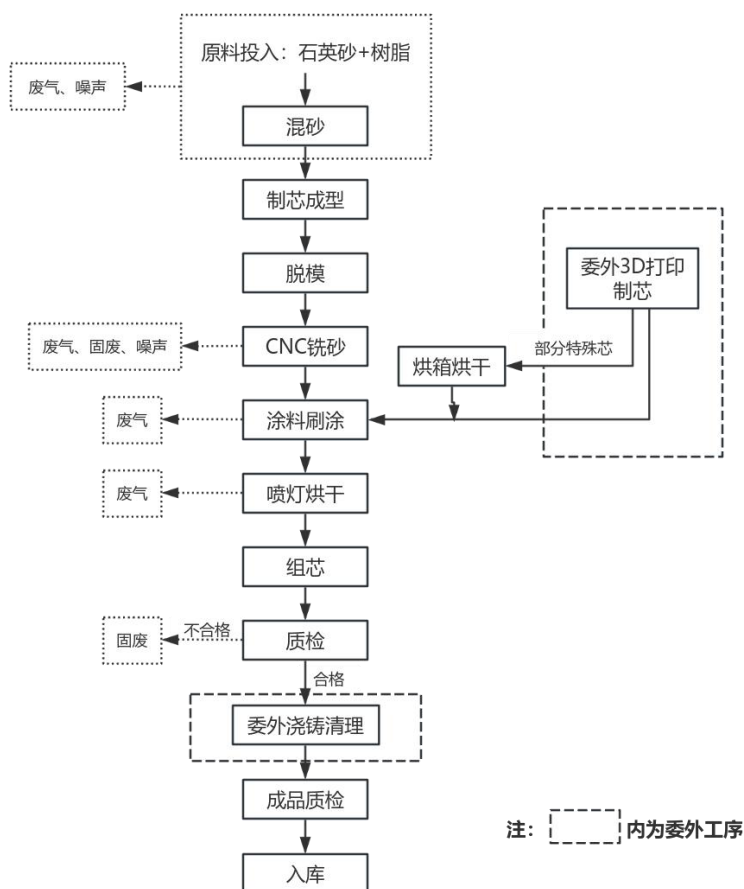 原料投入：石英砂+树脂
废气、噪声
混砂
制芯成型
委外3D打印
制芯
脱模
部分特殊芯
废气、固废、噪声
CNC铣砂
烘箱烘干
废气
涂料刷涂
废气
喷灯烘干
组芯
固废
不合格
质检
合格
委外浇铸清理
成品质检
注：
内为委外工序
入库